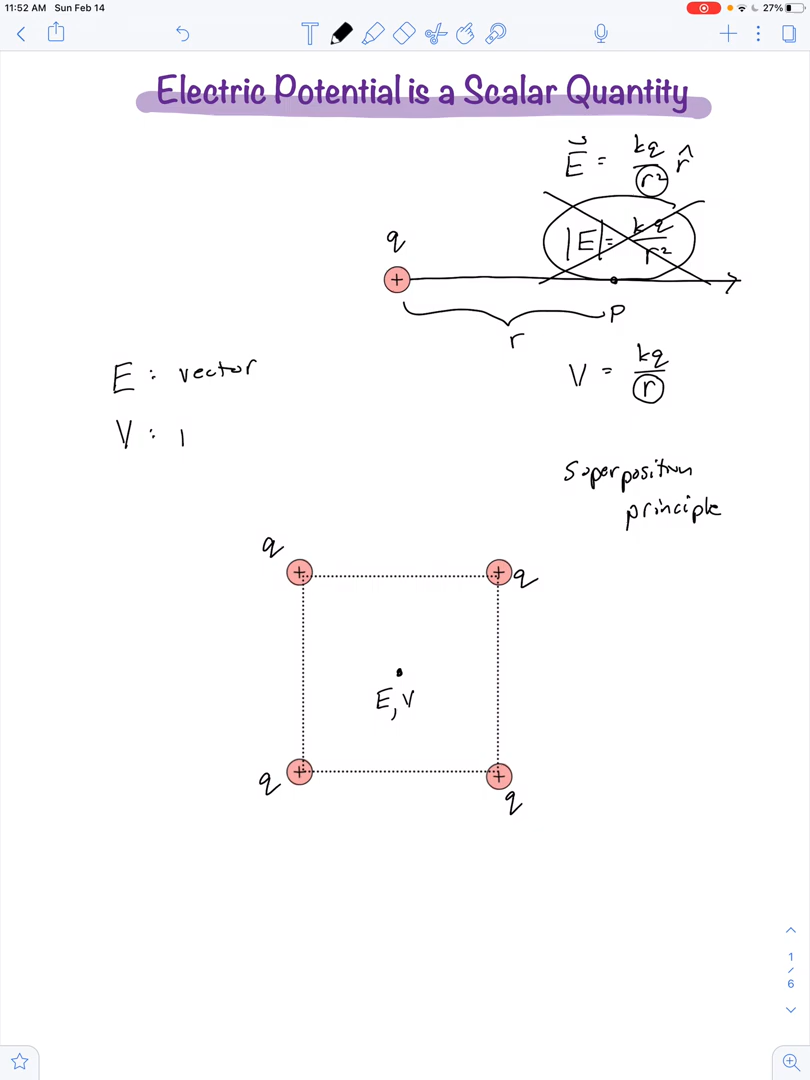 11:52 AM Sun Feb 14
27%
Electric Potential is a Scalar Quantity
E⃗ = kq/r² r̂
|E| = kq/r²
q
+
P
r
E : vector
V = kq/r
V : I
Superposition
principle
q
+
+ q
E, V
q +
+
q
1
/
6